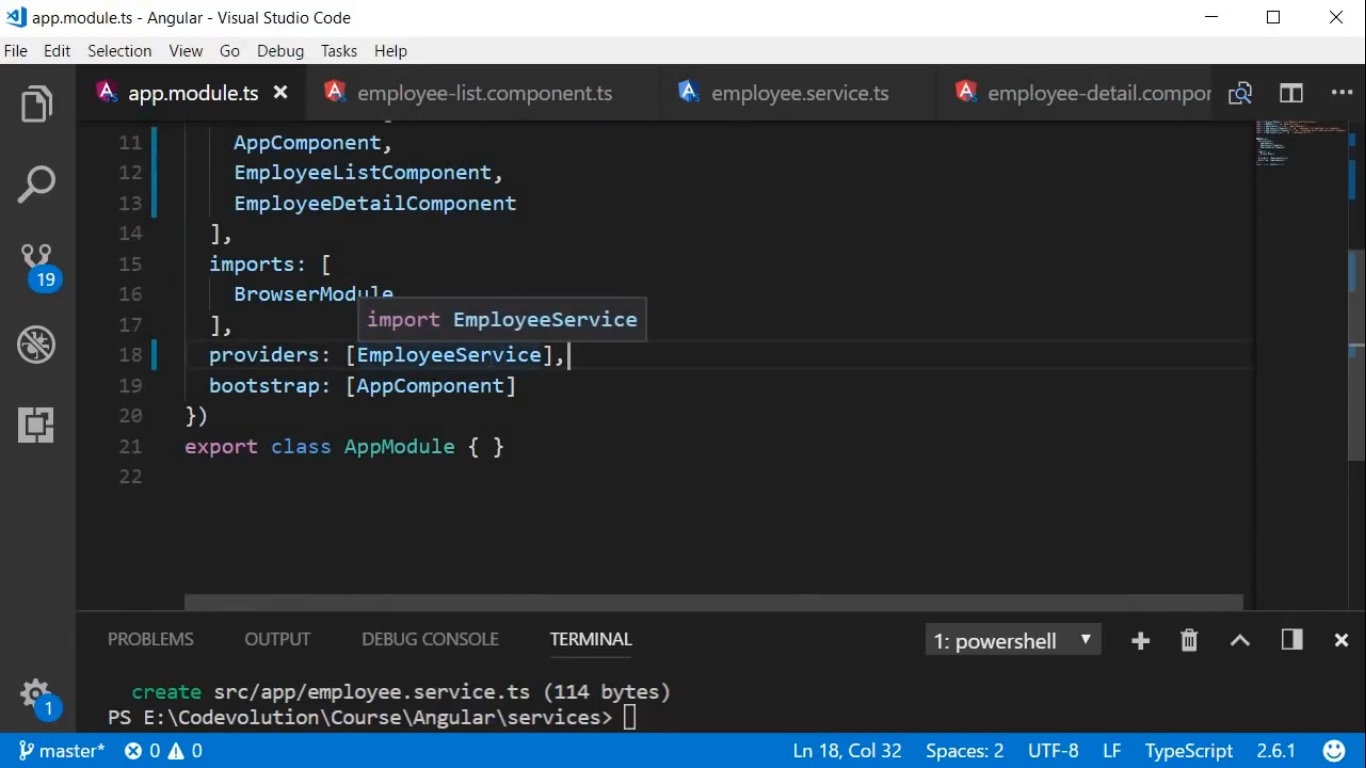 app.module.ts - Angular - Visual Studio Code
File Edit Selection View Go Debug Tasks Help
app.module.ts employee-list.component.ts employee.service.ts employee-detail.compor
11 AppComponent,
12 EmployeeListComponent,
13 EmployeeDetailComponent
14 ],
15 imports: [
16 BrowserModule
import EmployeeService
17 ],
18 providers: [EmployeeService],
19 bootstrap: [AppComponent]
20 })
21 export class AppModule { }
22
19
1
PROBLEMS OUTPUT DEBUG CONSOLE TERMINAL 1: powershell
create src/app/employee.service.ts (114 bytes)
PS E:\Codevolution\Course\Angular\services>
master* 0 0 Ln 18, Col 32 Spaces: 2 UTF-8 LF TypeScript 2.6.1